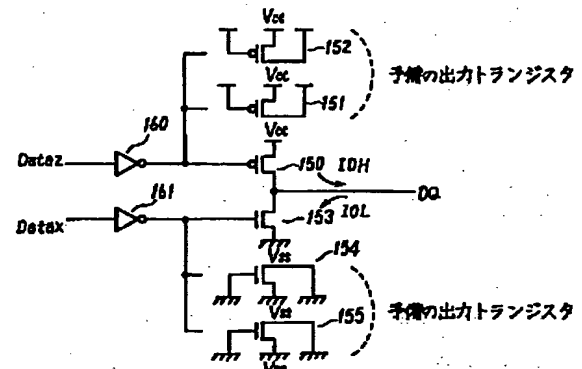 Vcc
152
予備の出力トランジスタ
Vcc
151
160
Vcc
Dataz
150
IOH
DQ
161
IOL
Datax
153
Vss
154
Vss
予備の出力トランジスタ
155
Vss